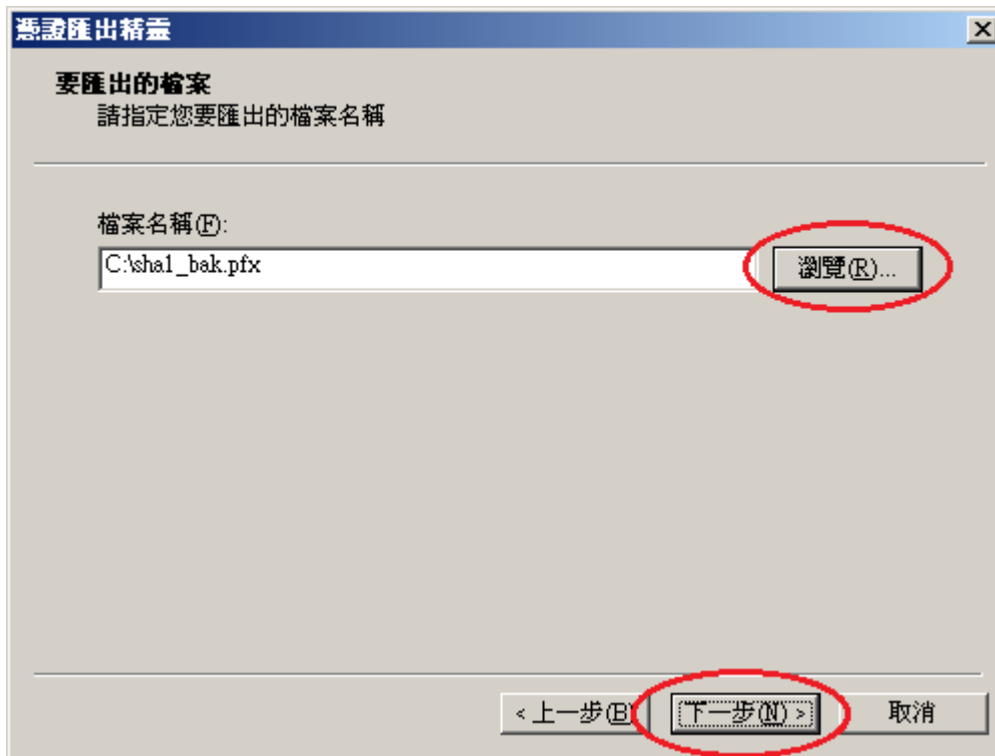 憑證匯出精靈
要匯出的檔案
請指定您要匯出的檔案名稱
檔案名稱(F):
C:\sha1_bak.pfx
瀏覽(R)...
< 上一步(B)
下一步(N) >
取消